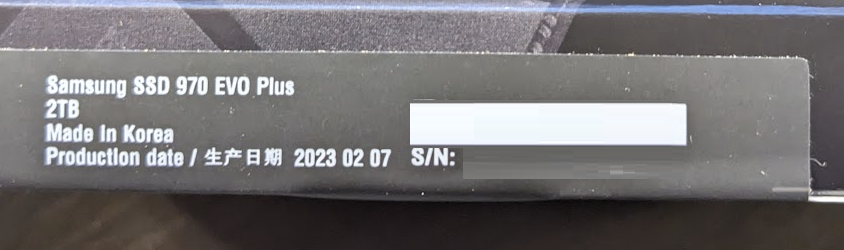 Samsung SSD 970 EVO Plus
2TB
Made in Korea
Production date / 生产日期 2023 02 07 S/N: